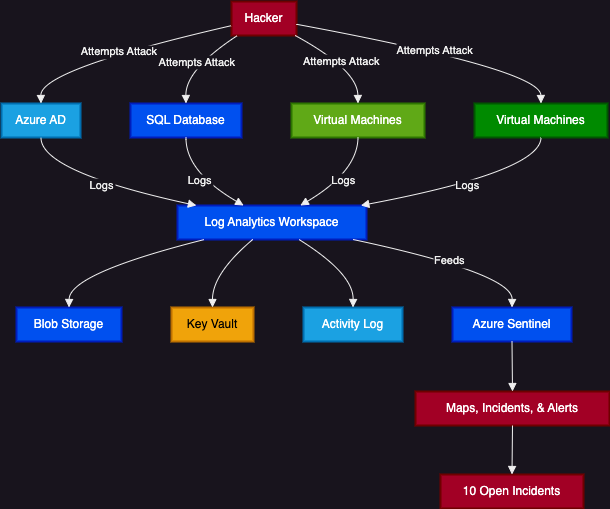 Hacker
Attempts Attack
Attempts Attack
Attempts Attack
Attempts Attack
Azure AD
SQL Database
Virtual Machines
Virtual Machines
Logs
Logs
Logs
Logs
Log Analytics Workspace
Feeds
Blob Storage
Key Vault
Activity Log
Azure Sentinel
Maps, Incidents, & Alerts
10 Open Incidents